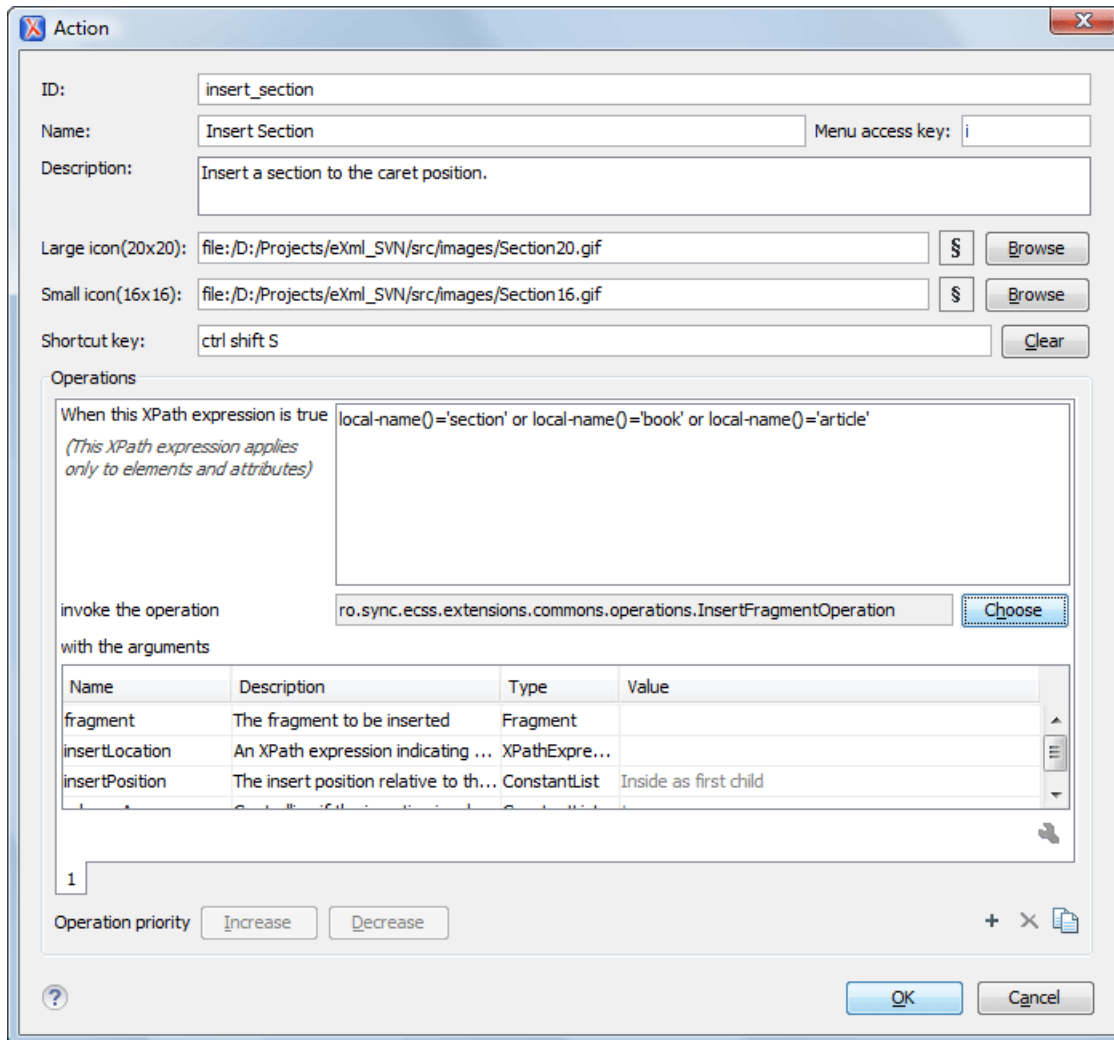 Action
ID: insert_section
Name: Insert Section Menu access key: i
Description: Insert a section to the caret position.
Large icon(20x20): file:/D:/Projects/eXml_SVN/src/images/Section20.gif § Browse
Small icon(16x16): file:/D:/Projects/eXml_SVN/src/images/Section16.gif § Browse
Shortcut key: ctrl shift S Clear
Operations
When this XPath expression is true local-name()='section' or local-name()='book' or local-name()='article'
(This XPath expression applies
only to elements and attributes)
invoke the operation ro.sync.ecss.extensions.commons.operations.InsertFragmentOperation Choose
with the arguments
Name Description Type Value
fragment The fragment to be inserted Fragment
insertLocation An XPath expression indicating ... XPathExpre...
insertPosition The insert position relative to th... ConstantList Inside as first child
1
Operation priority Increase Decrease
OK Cancel